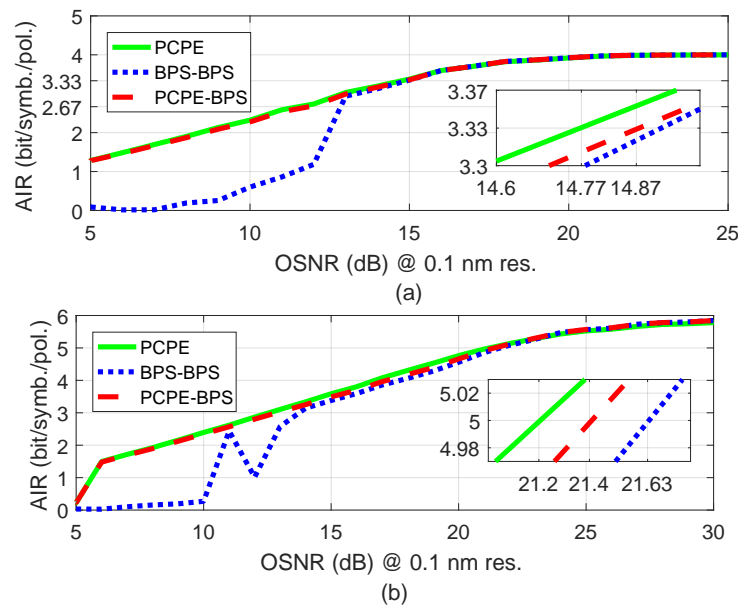 5
4
3.33
2.67
2
1
0
AIR (bit/symb./pol.)
PCPE
BPS-BPS
PCPE-BPS
3.37
3.33
3.3
14.6 14.77 14.87
5 10 15 20 25
OSNR (dB) @ 0.1 nm res.
(a)
6
5
4
3
2
1
0
AIR (bit/symb./pol.)
PCPE
BPS-BPS
PCPE-BPS
5.02
5
4.98
21.2 21.4 21.63
5 10 15 20 25 30
OSNR (dB) @ 0.1 nm res.
(b)